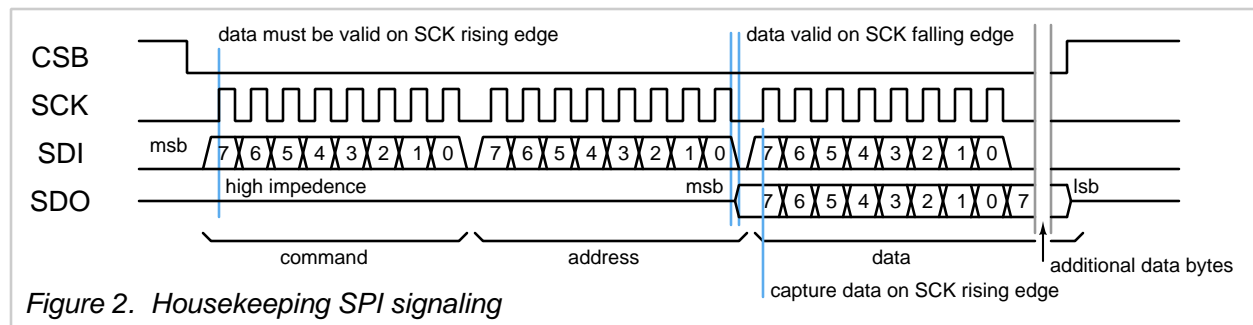 data must be valid on SCK rising edge
data valid on SCK falling edge
CSB
SCK
SDI
msb
7 6 5 4 3 2 1 0
7 6 5 4 3 2 1 0
7 6 5 4 3 2 1 0
SDO
high impedence
msb
7 6 5 4 3 2 1 0 7
lsb
command
address
data
additional data bytes
capture data on SCK rising edge
Figure 2. Housekeeping SPI signaling